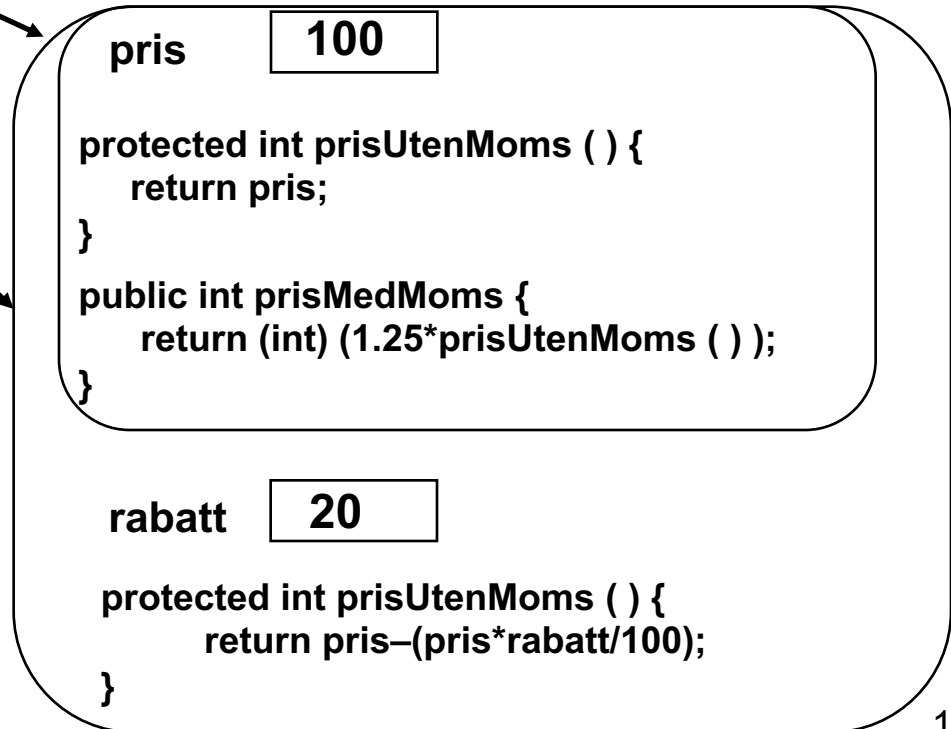 pris 100
protected int prisUtenMoms ( ) {
return pris;
}
public int prisMedMoms {
return (int) (1.25*prisUtenMoms ( ) );
}
rabatt 20
protected int prisUtenMoms ( ) {
return pris–(pris*rabatt/100);
}
1